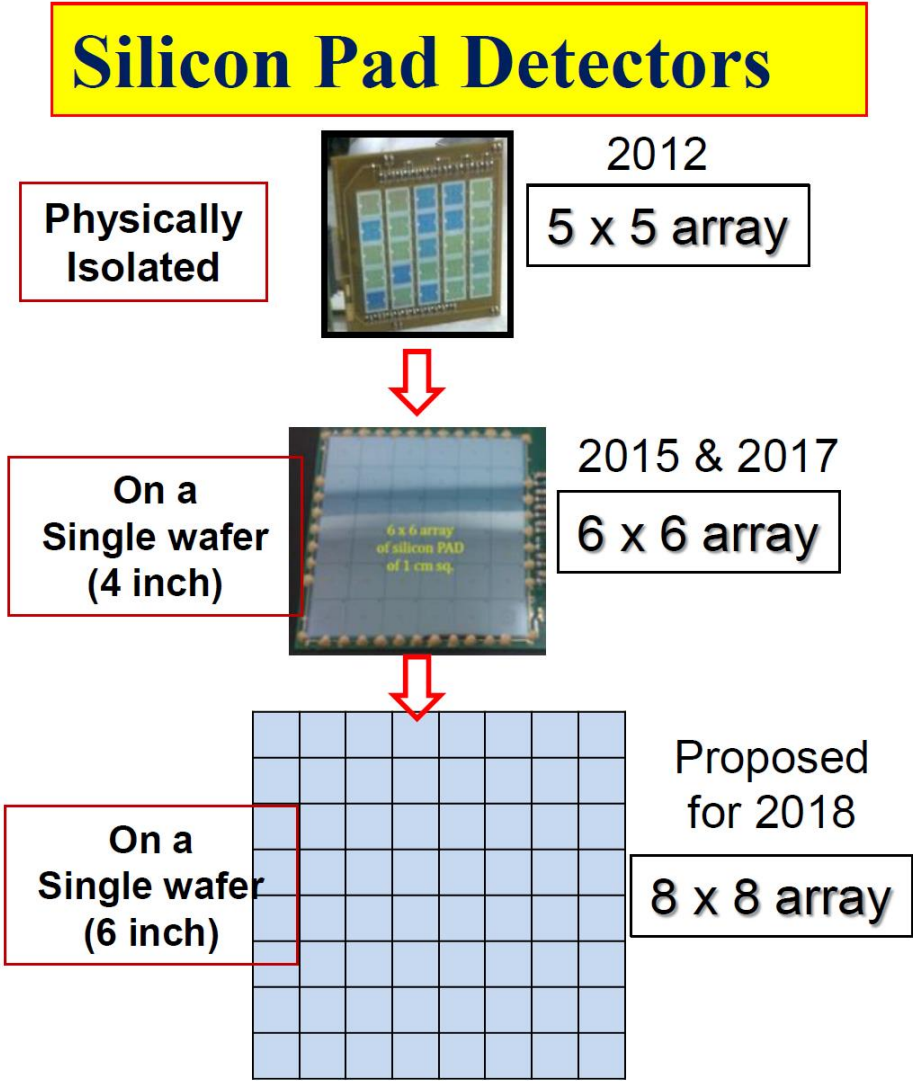 Silicon Pad Detectors
Physically
Isolated
2012
5 x 5 array
On a
Single wafer
(4 inch)
6 x 6 array
of silicon PAD
of 1 cm sq.
2015 & 2017
6 x 6 array
On a
Single wafer
(6 inch)
Proposed
for 2018
8 x 8 array